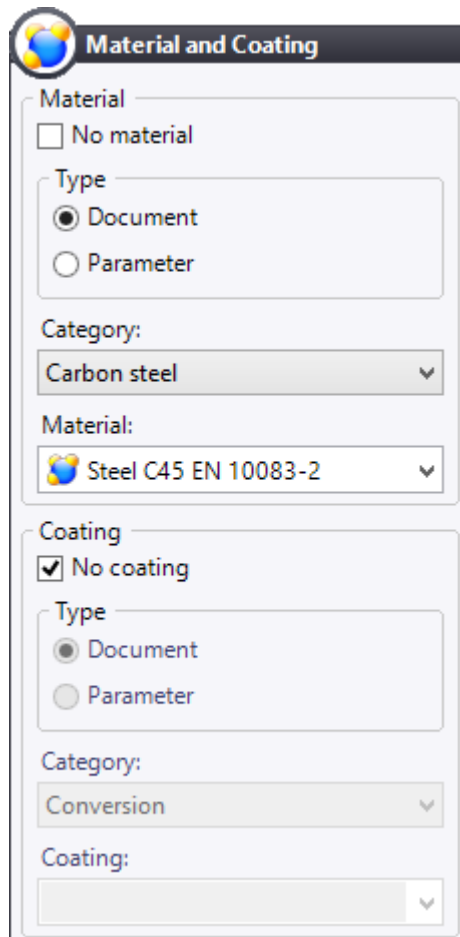 Material and Coating
Material
No material
Type
Document
Parameter
Category:
Carbon steel
Material:
Steel C45 EN 10083-2
Coating
No coating
Type
Document
Parameter
Category:
Conversion
Coating: